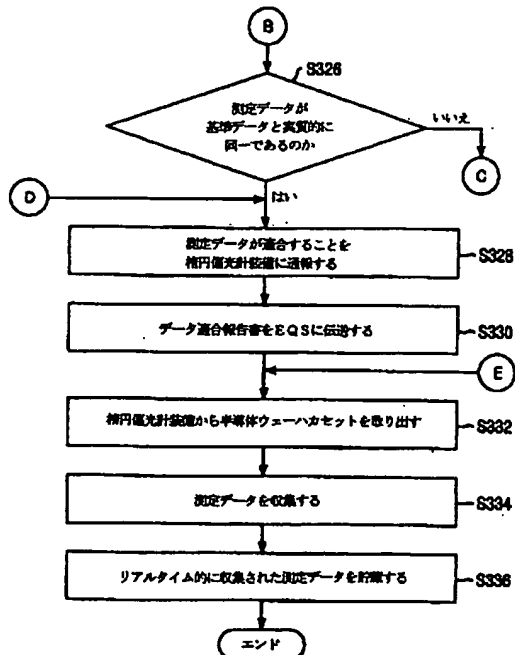 B
S326
測定データが
基準データと実質的に
同一であるのか
いいえ
C
D
はい
測定データが適合することを
楕円偏光計装置に通報する
S328
データ適合報告書をEQSに伝送する
S330
E
楕円偏光計装置から半導体ウェーハカセットを取り出す
S332
測定データを収集する
S334
リアルタイム的に収集された測定データを貯蔵する
S336
エンド